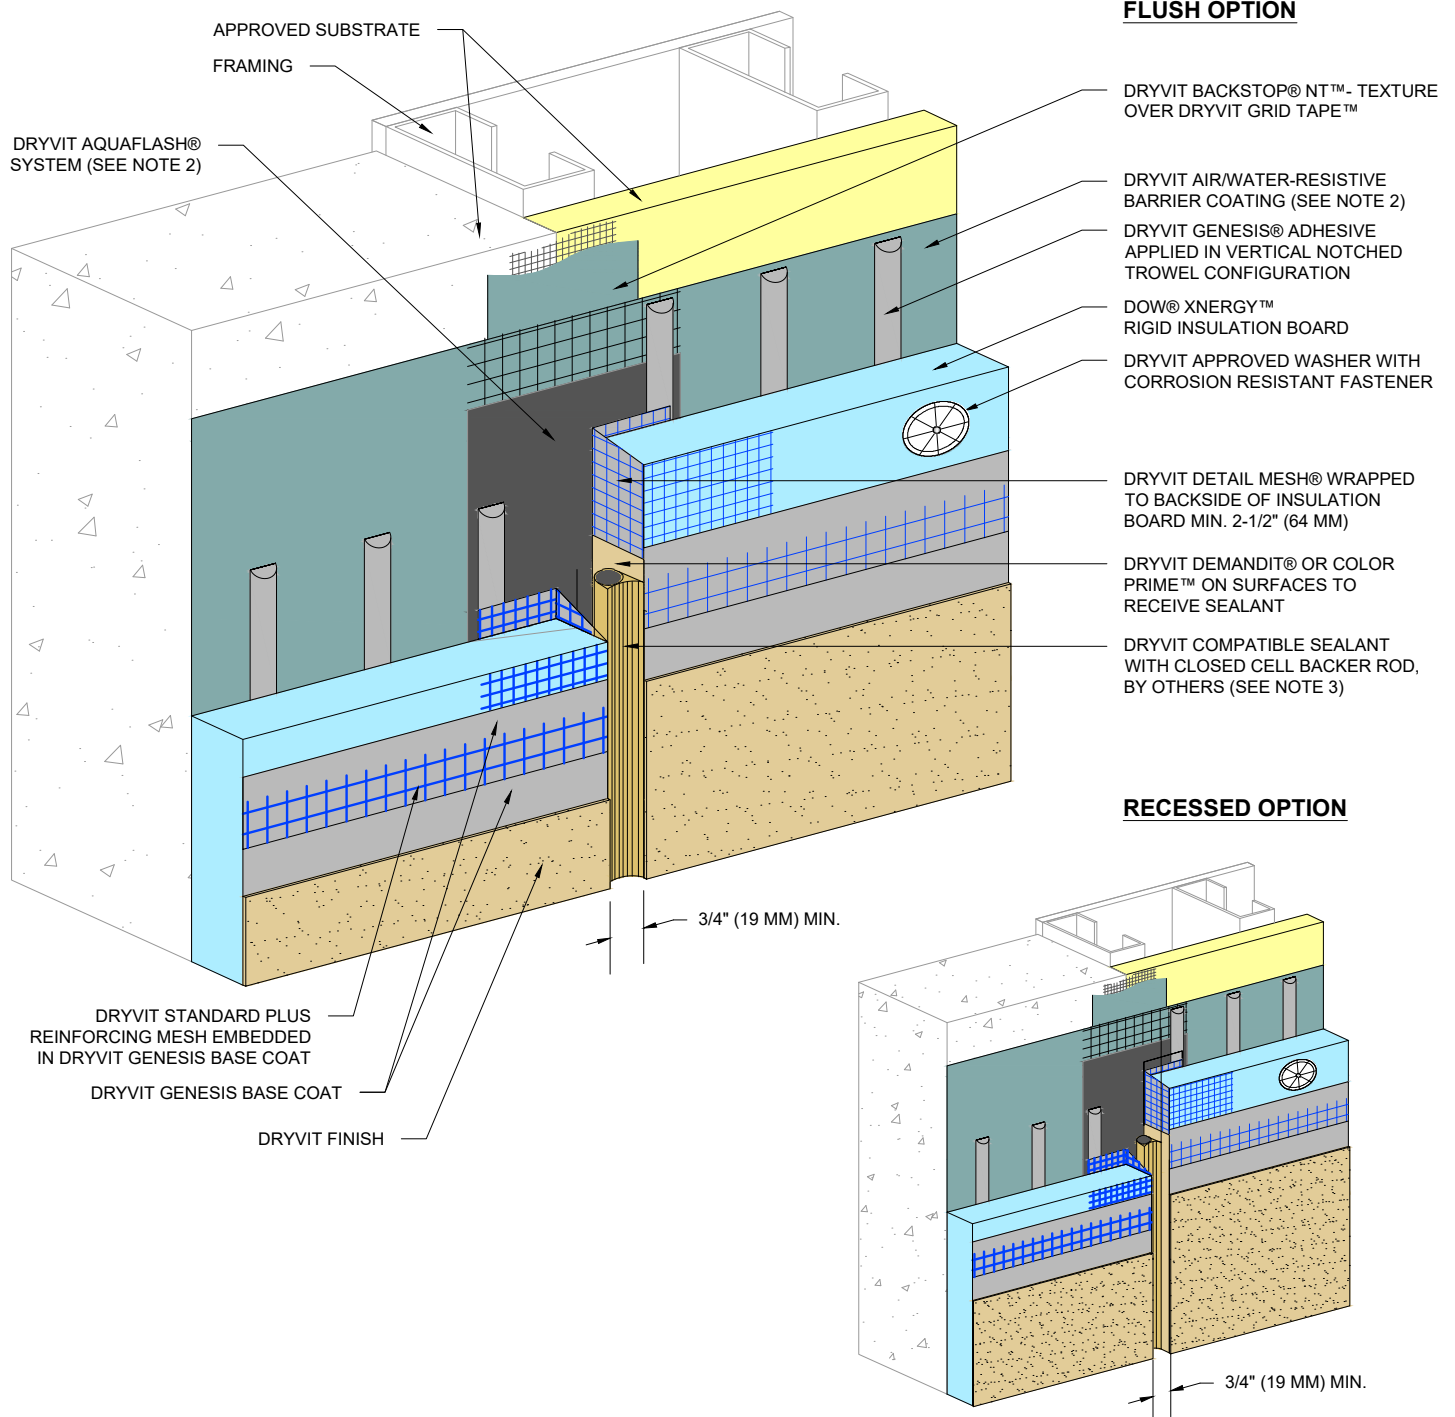 FLUSH OPTION
APPROVED SUBSTRATE
FRAMING
DRYVIT AQUAFLASH®
SYSTEM (SEE NOTE 2)
DRYVIT BACKSTOP® NT™- TEXTURE
OVER DRYVIT GRID TAPE™
DRYVIT AIR/WATER-RESISTIVE
BARRIER COATING (SEE NOTE 2)
DRYVIT GENESIS® ADHESIVE
APPLIED IN VERTICAL NOTCHED
TROWEL CONFIGURATION
DOW® XNERGY™
RIGID INSULATION BOARD
DRYVIT APPROVED WASHER WITH
CORROSION RESISTANT FASTENER
DRYVIT DETAIL MESH® WRAPPED
TO BACKSIDE OF INSULATION
BOARD MIN. 2-1/2" (64 MM)
DRYVIT DEMANDIT® OR COLOR
PRIME™ ON SURFACES TO
RECEIVE SEALANT
DRYVIT COMPATIBLE SEALANT
WITH CLOSED CELL BACKER ROD,
BY OTHERS (SEE NOTE 3)
3/4" (19 MM) MIN.
DRYVIT STANDARD PLUS
REINFORCING MESH EMBEDDED
IN DRYVIT GENESIS BASE COAT
DRYVIT GENESIS BASE COAT
DRYVIT FINISH
RECESSED OPTION
3/4" (19 MM) MIN.